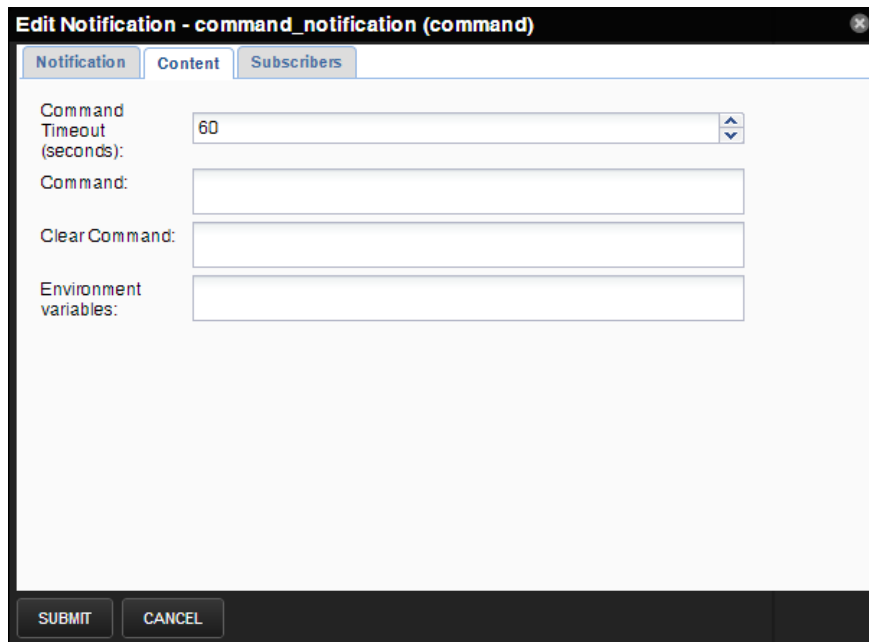 Edit Notification - command_notification (command)
Notification Content Subscribers
Command
Timeout
(seconds):
60
Command:
Clear Command:
Environment
variables:
SUBMIT CANCEL